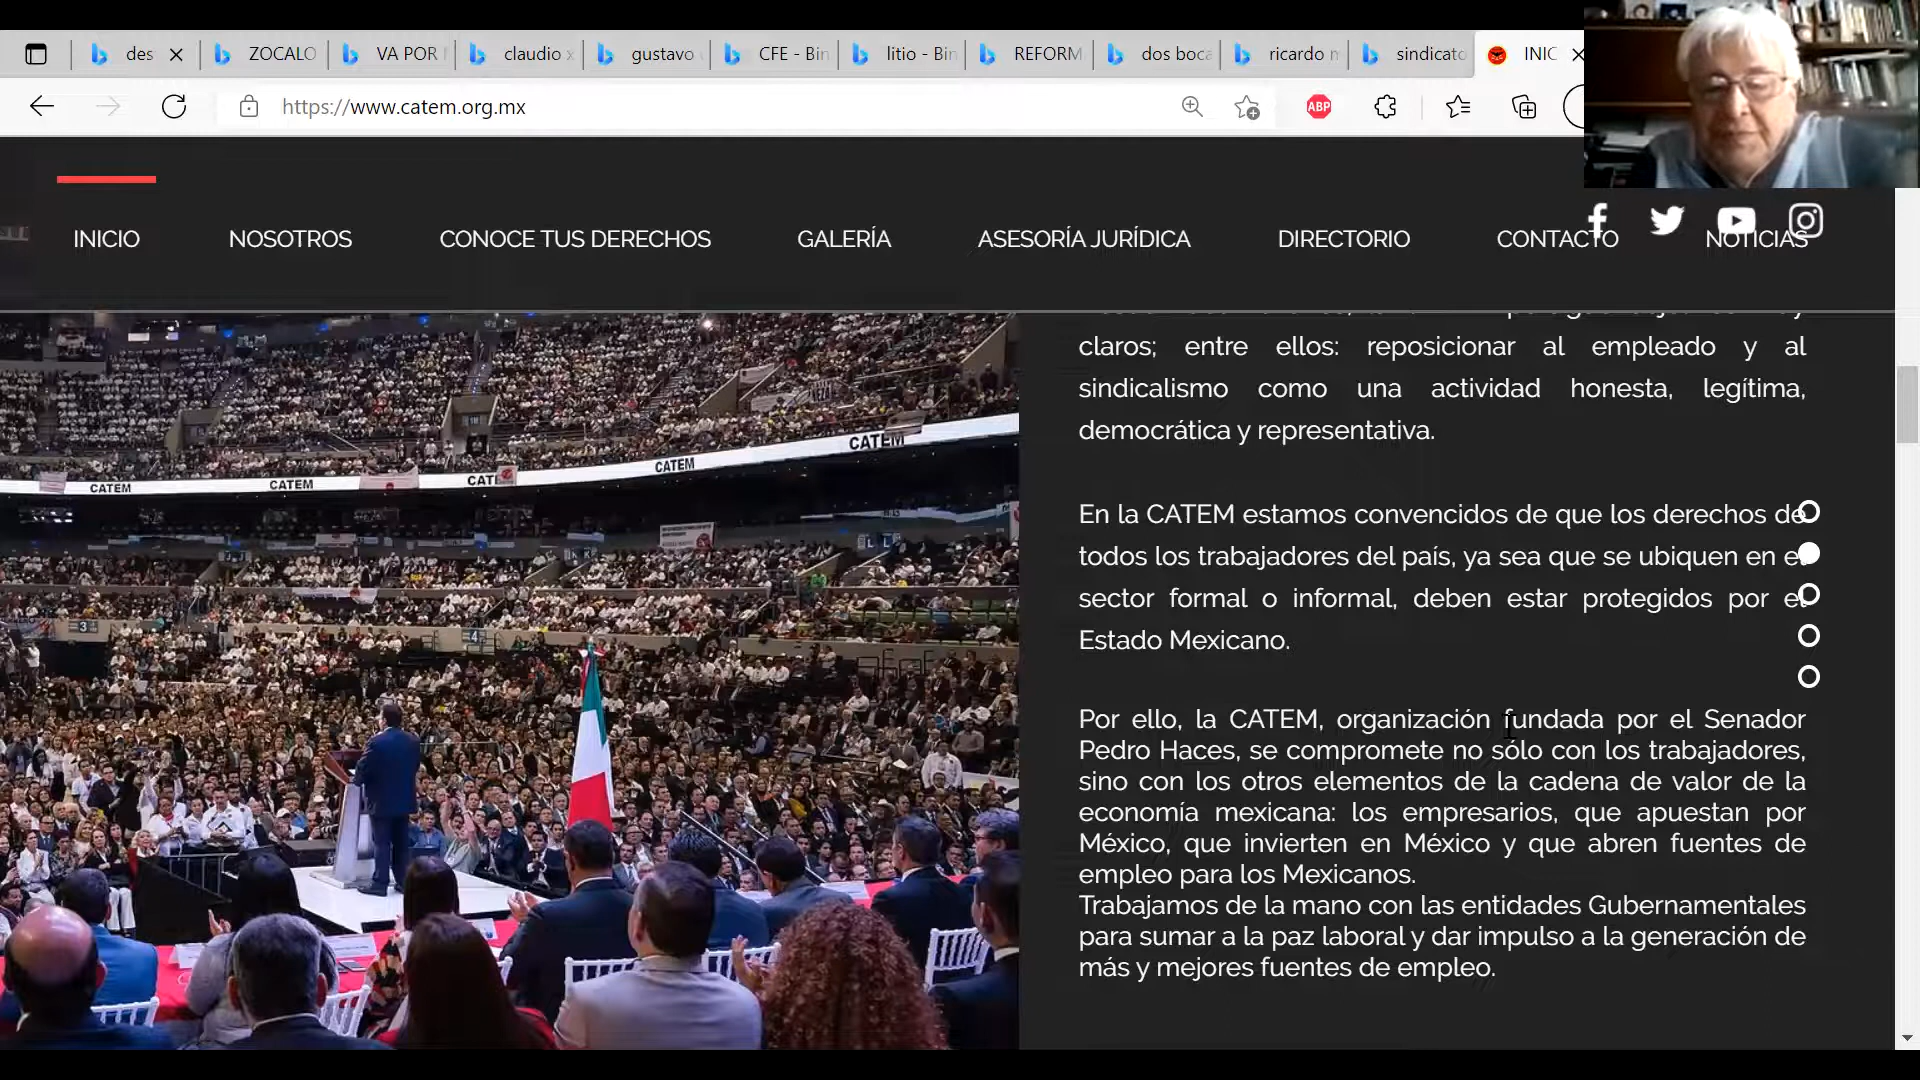 des
ZOCALO
VA POR
claudio x
gustavo
CFE - Bin
litio - Bin
REFORM
dos boca
ricardo m
sindicato
INIC
https://www.catem.org.mx
ABP
INICIO
NOSOTROS
CONOCE TUS DERECHOS
GALERÍA
ASESORÍA JURÍDICA
DIRECTORIO
CONTACTO
NOTICIAS
claros; entre ellos: reposicionar al empleado y al
sindicalismo como una actividad honesta, legítima,
democrática y representativa.
En la CATEM estamos convencidos de que los derechos de
todos los trabajadores del país, ya sea que se ubiquen en el
sector formal o informal, deben estar protegidos por el
Estado Mexicano.
Por ello, la CATEM, organización fundada por el Senador
Pedro Haces, se compromete no sólo con los trabajadores,
sino con los otros elementos de la cadena de valor de la
economía mexicana: los empresarios, que apuestan por
México, que invierten en México y que abren fuentes de
empleo para los Mexicanos.
Trabajamos de la mano con las entidades Gubernamentales
para sumar a la paz laboral y dar impulso a la generación de
más y mejores fuentes de empleo.
CATEM
CATEM
CATEM
CATEM
CATEM
3
4